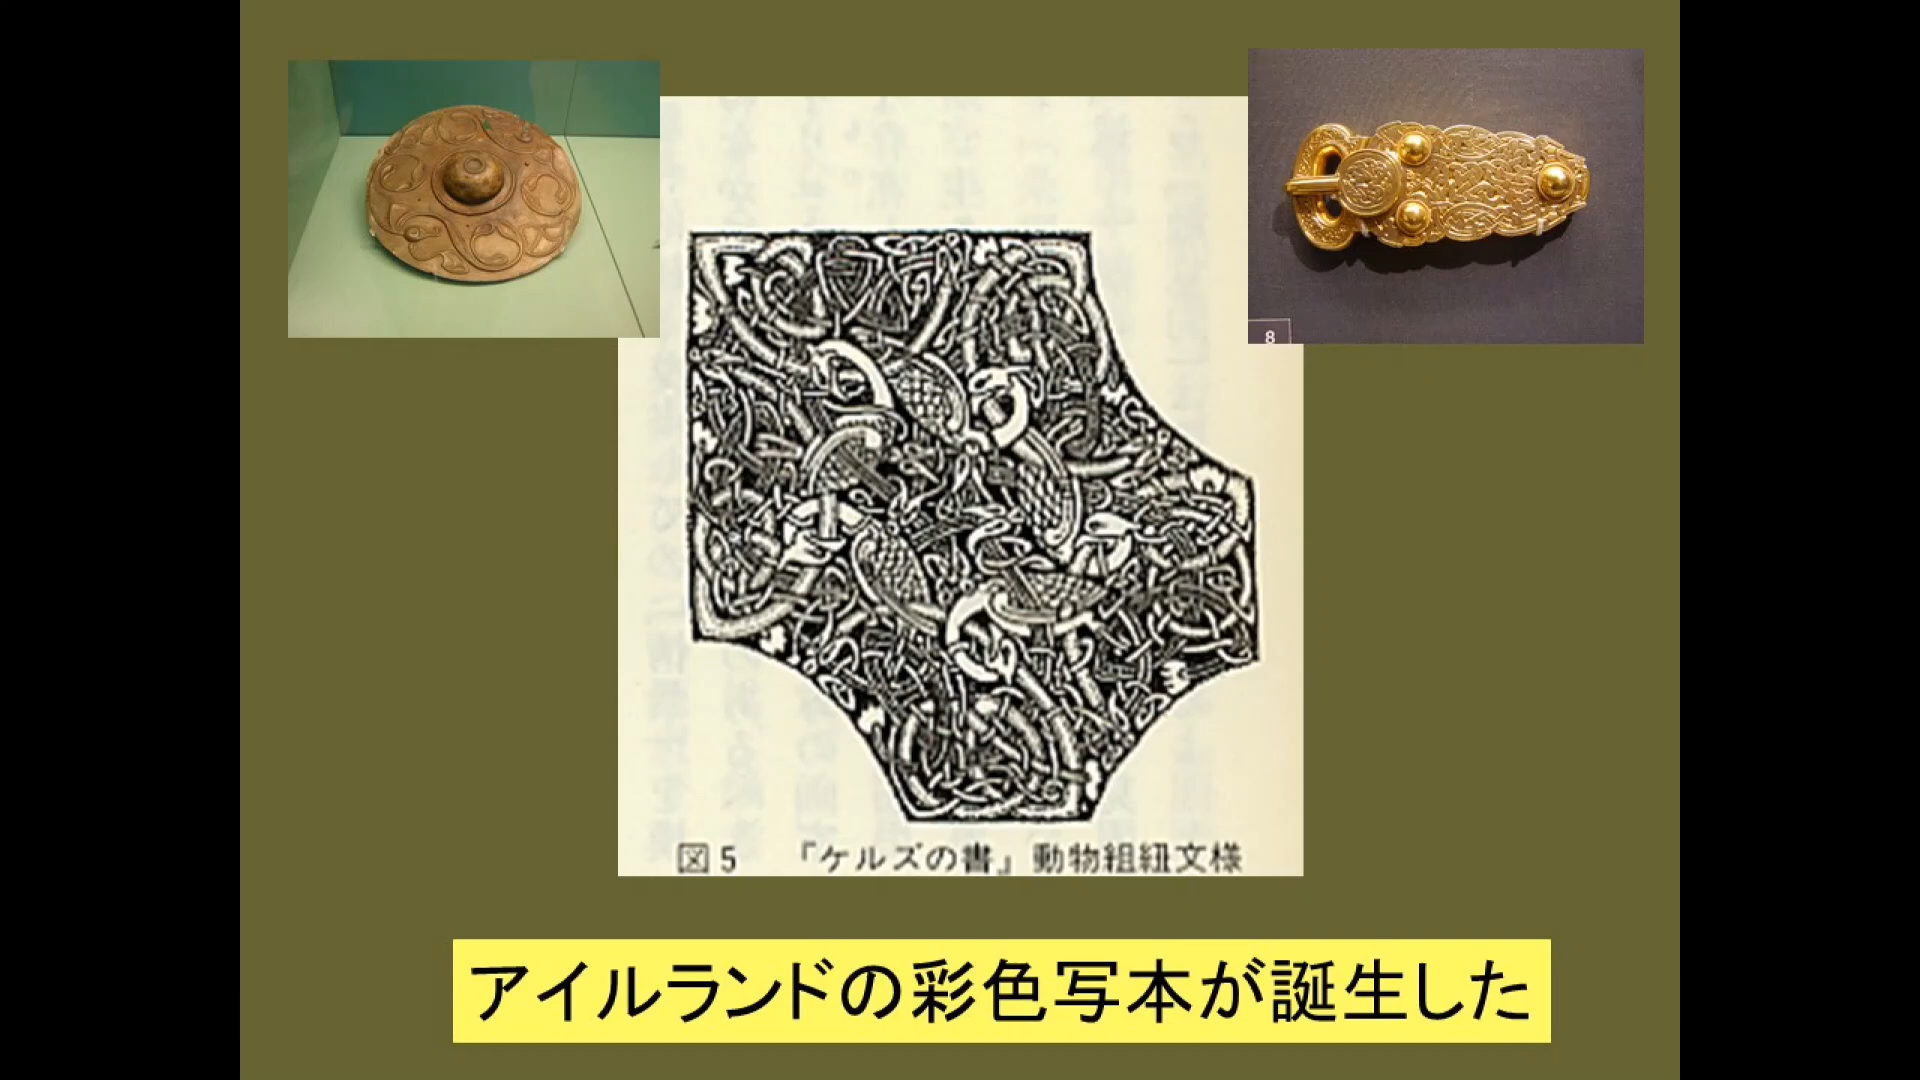 8
図5 『ケルズの書』動物組紐文様
アイルランドの彩色写本が誕生した